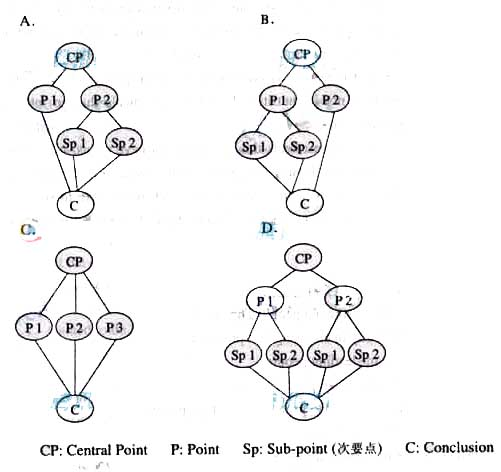 A.
B.
CP
CP
P 1
P 2
P 1
P 2
Sp 1
Sp 2
Sp 1
Sp 2
C
C
C.
D.
CP
CP
P 1
P 2
P 1
P 2
P 3
Sp 1
Sp 2
Sp 1
Sp 2
C
C
CP: Central Point P: Point Sp: Sub-point (次要点) C: Conclusion